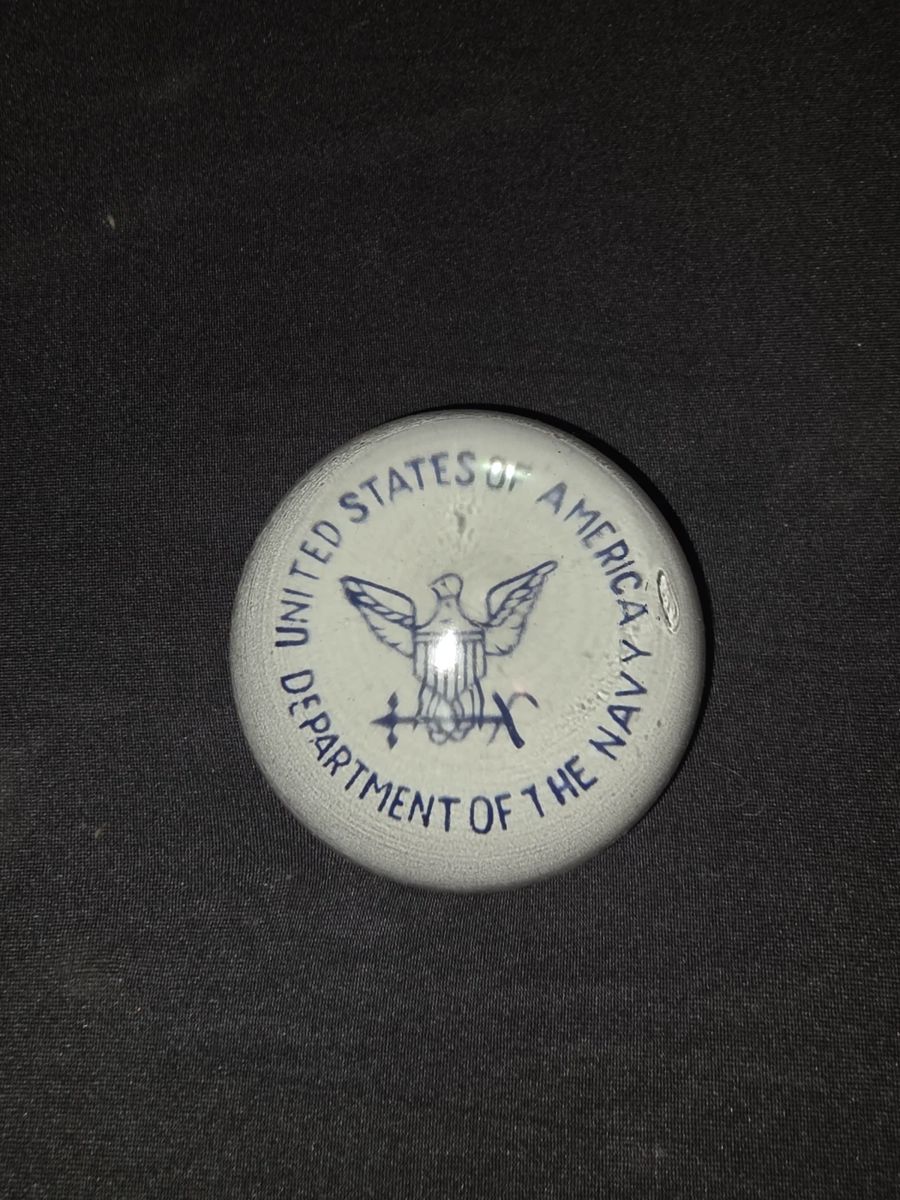 UNITED STATES OF AMERICA
DEPARTMENT OF THE NAVY